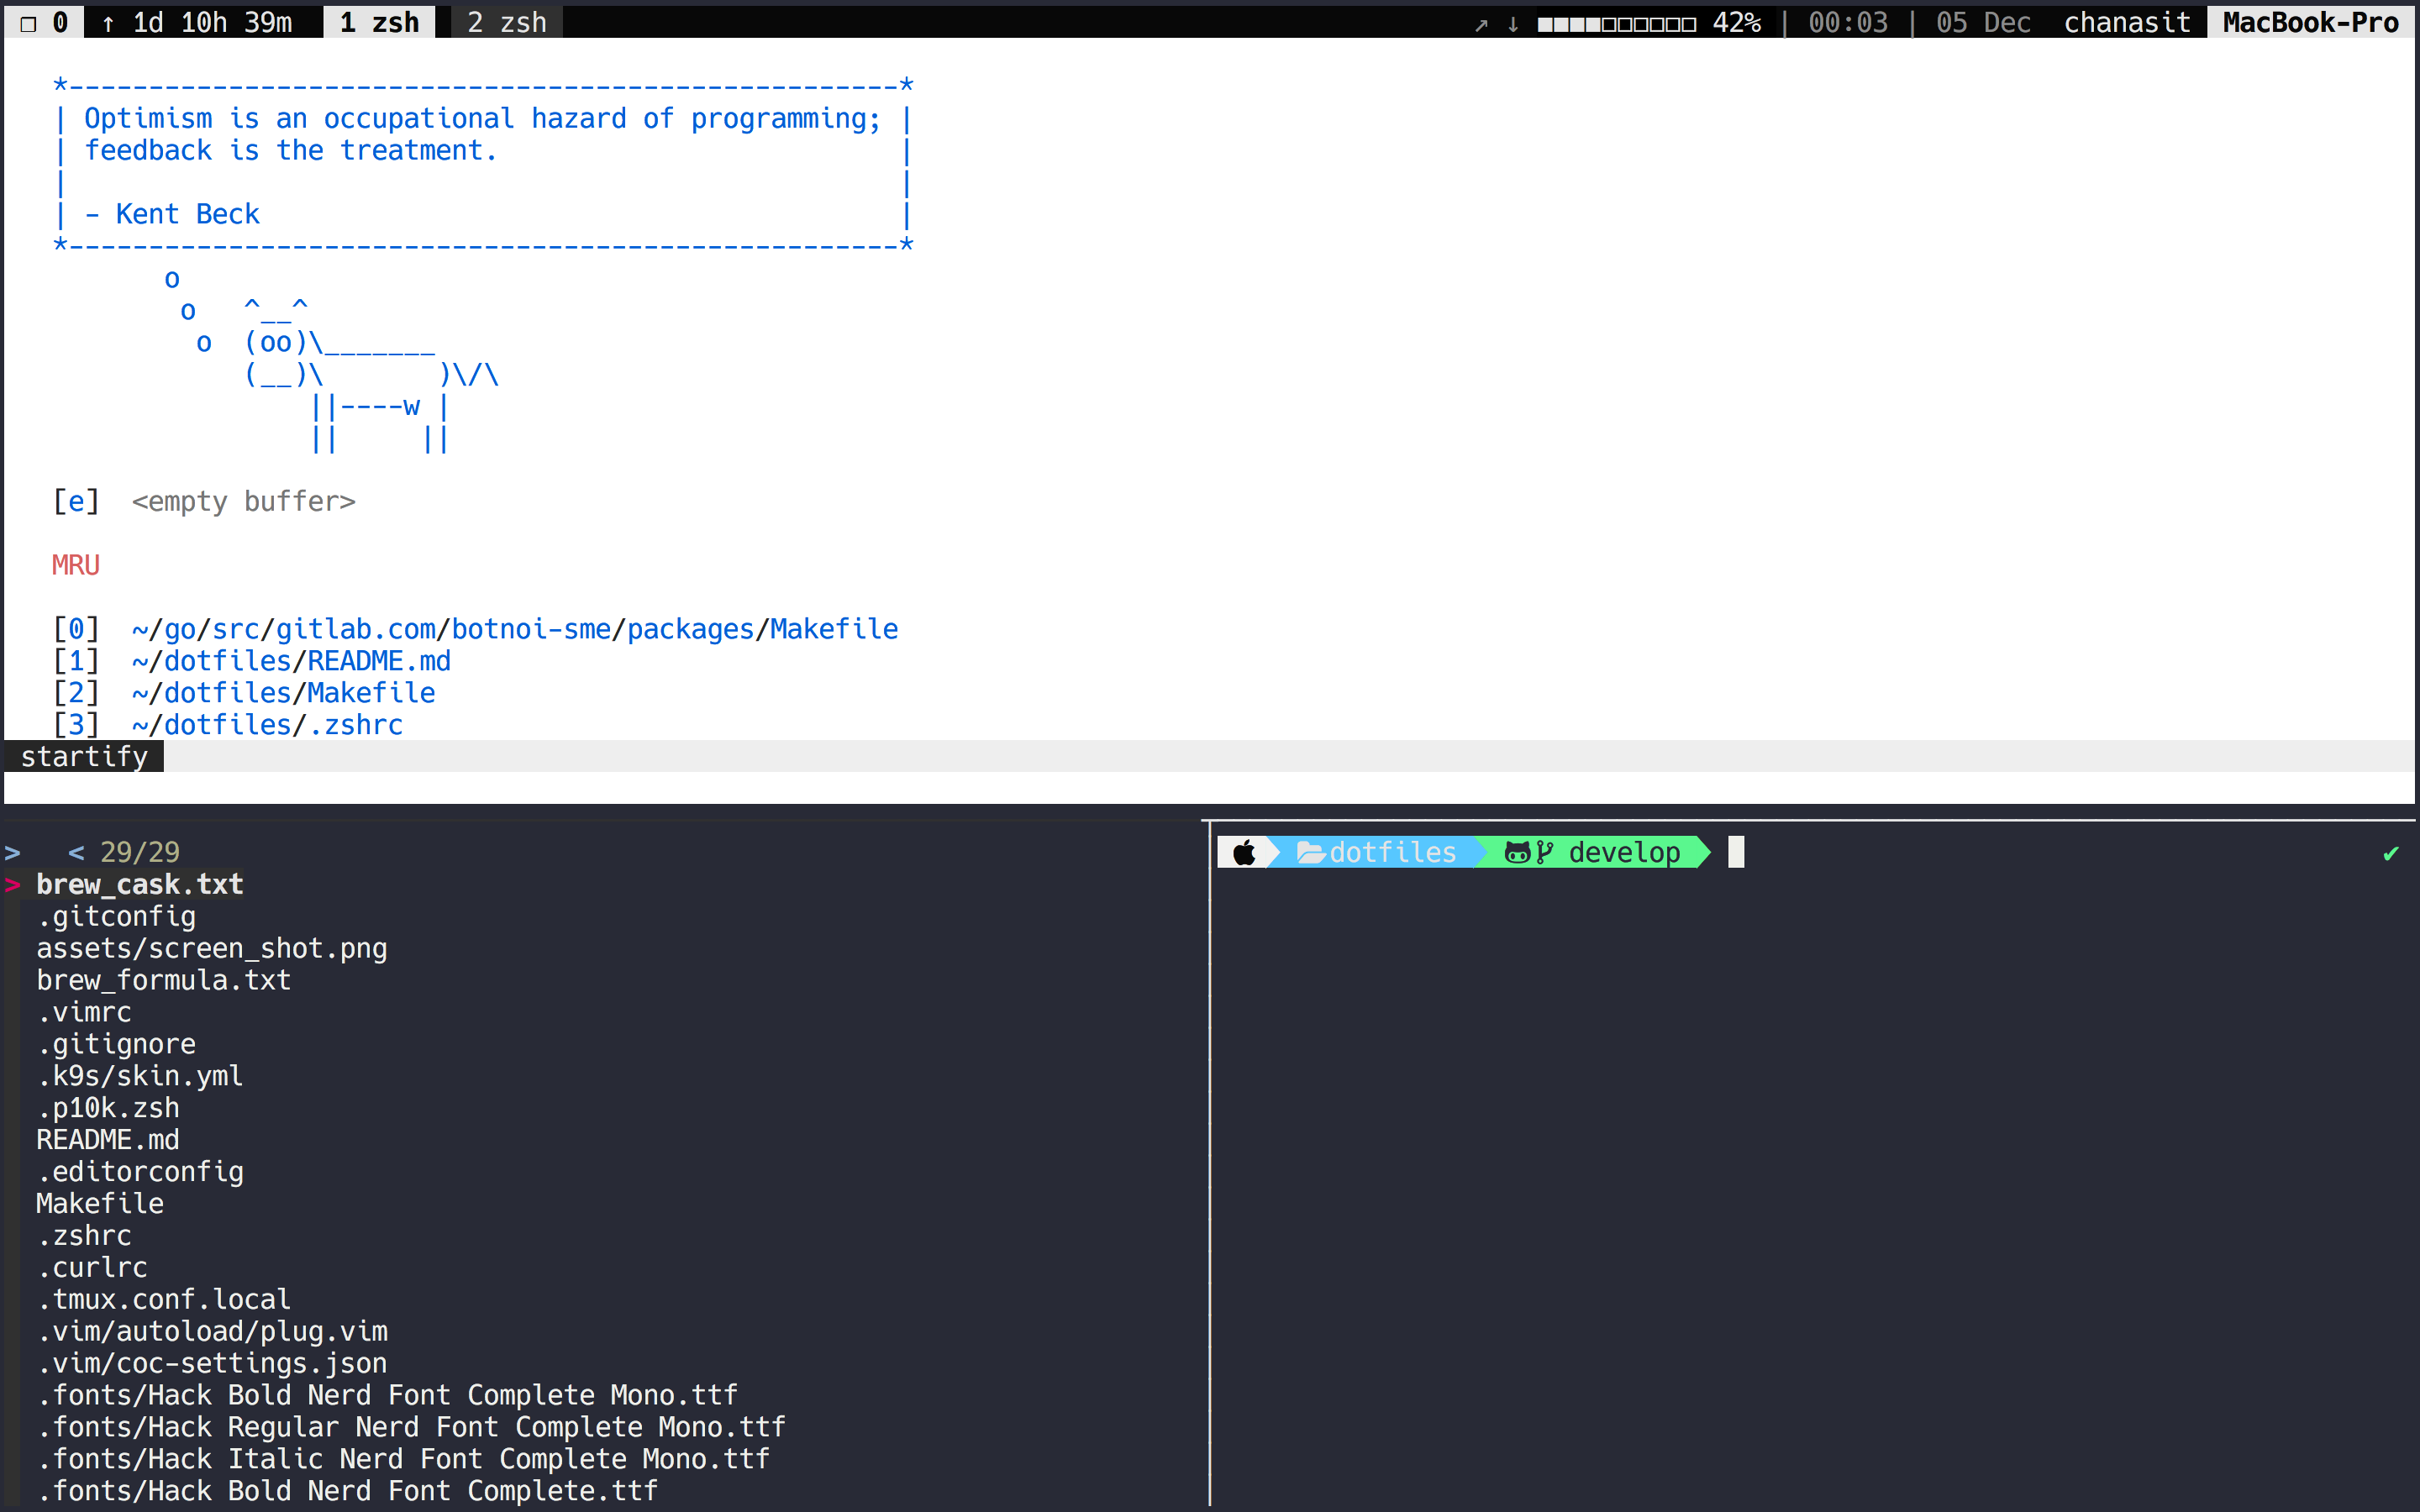 ❐ 0 ↑ 1d 10h 39m 1 zsh 2 zsh ↗ ↓ ■■■■□□□□□□ 42% | 00:03 | 05 Dec chanasit MacBook-Pro
*----------------------------------------------------*
| Optimism is an occupational hazard of programming; |
| feedback is the treatment.                         |
|                                                    |
| - Kent Beck                                        |
*----------------------------------------------------*
       o
        o   ^__^
         o  (oo)\_______
            (__)\       )\/\
                ||----w |
                ||     ||
[e]  <empty buffer>
MRU
[0]  ~/go/src/gitlab.com/botnoi-sme/packages/Makefile
[1]  ~/dotfiles/README.md
[2]  ~/dotfiles/Makefile
[3]  ~/dotfiles/.zshrc
startify
>   < 29/29
> brew_cask.txt
.gitconfig
assets/screen_shot.png
brew_formula.txt
.vimrc
.gitignore
.k9s/skin.yml
.p10k.zsh
README.md
.editorconfig
Makefile
.zshrc
.curlrc
.tmux.conf.local
.vim/autoload/plug.vim
.vim/coc-settings.json
.fonts/Hack Bold Nerd Font Complete Mono.ttf
.fonts/Hack Regular Nerd Font Complete Mono.ttf
.fonts/Hack Italic Nerd Font Complete Mono.ttf
.fonts/Hack Bold Nerd Font Complete.ttf
dotfiles develop ✔